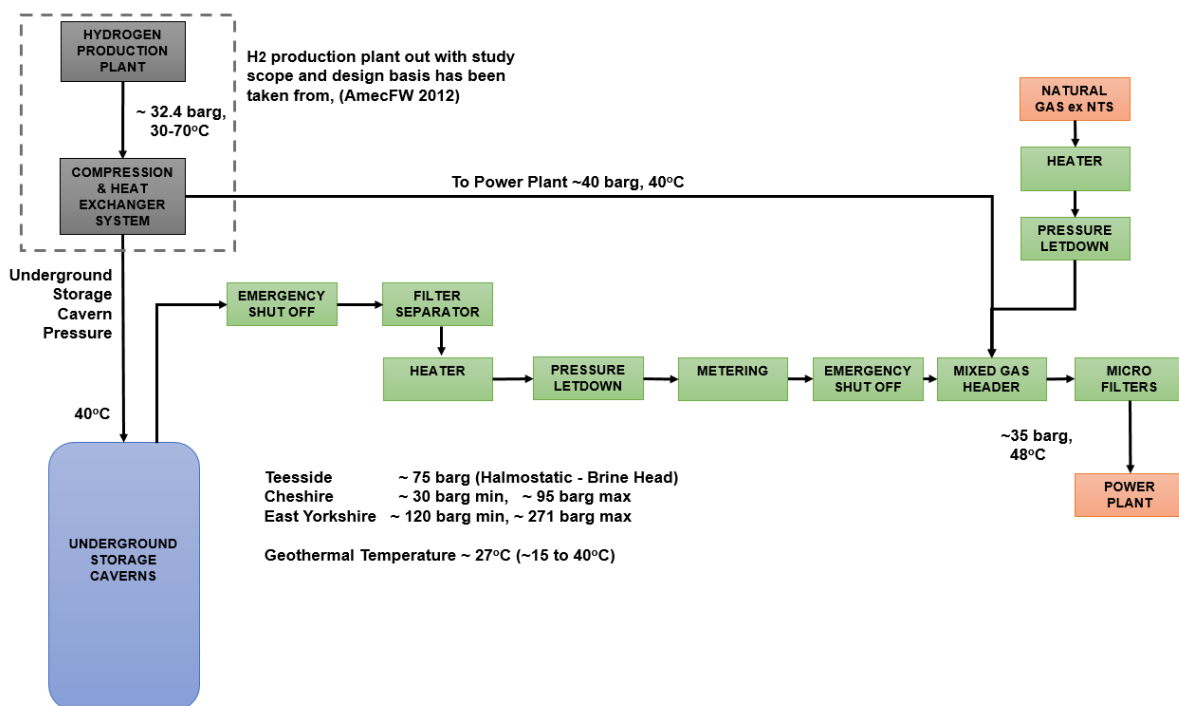 HYDROGEN
PRODUCTION
PLANT
H2 production plant out with study
scope and design basis has been
taken from, (AmecFW 2012)
~ 32.4 barg,
30-70°C
COMPRESSION
& HEAT
EXCHANGER
SYSTEM
To Power Plant ~40 barg, 40°C
NATURAL
GAS ex NTS
HEATER
PRESSURE
LETDOWN
Underground
Storage
Cavern
Pressure
40°C
EMERGENCY
SHUT OFF
FILTER
SEPARATOR
HEATER
PRESSURE
LETDOWN
METERING
EMERGENCY
SHUT OFF
MIXED GAS
HEADER
MICRO
FILTERS
~35 barg,
48°C
POWER
PLANT
UNDERGROUND
STORAGE
CAVERNS
Teesside ~ 75 barg (Halmostatic - Brine Head)
Cheshire ~ 30 barg min, ~ 95 barg max
East Yorkshire ~ 120 barg min, ~ 271 barg max
Geothermal Temperature ~ 27°C (~15 to 40°C)